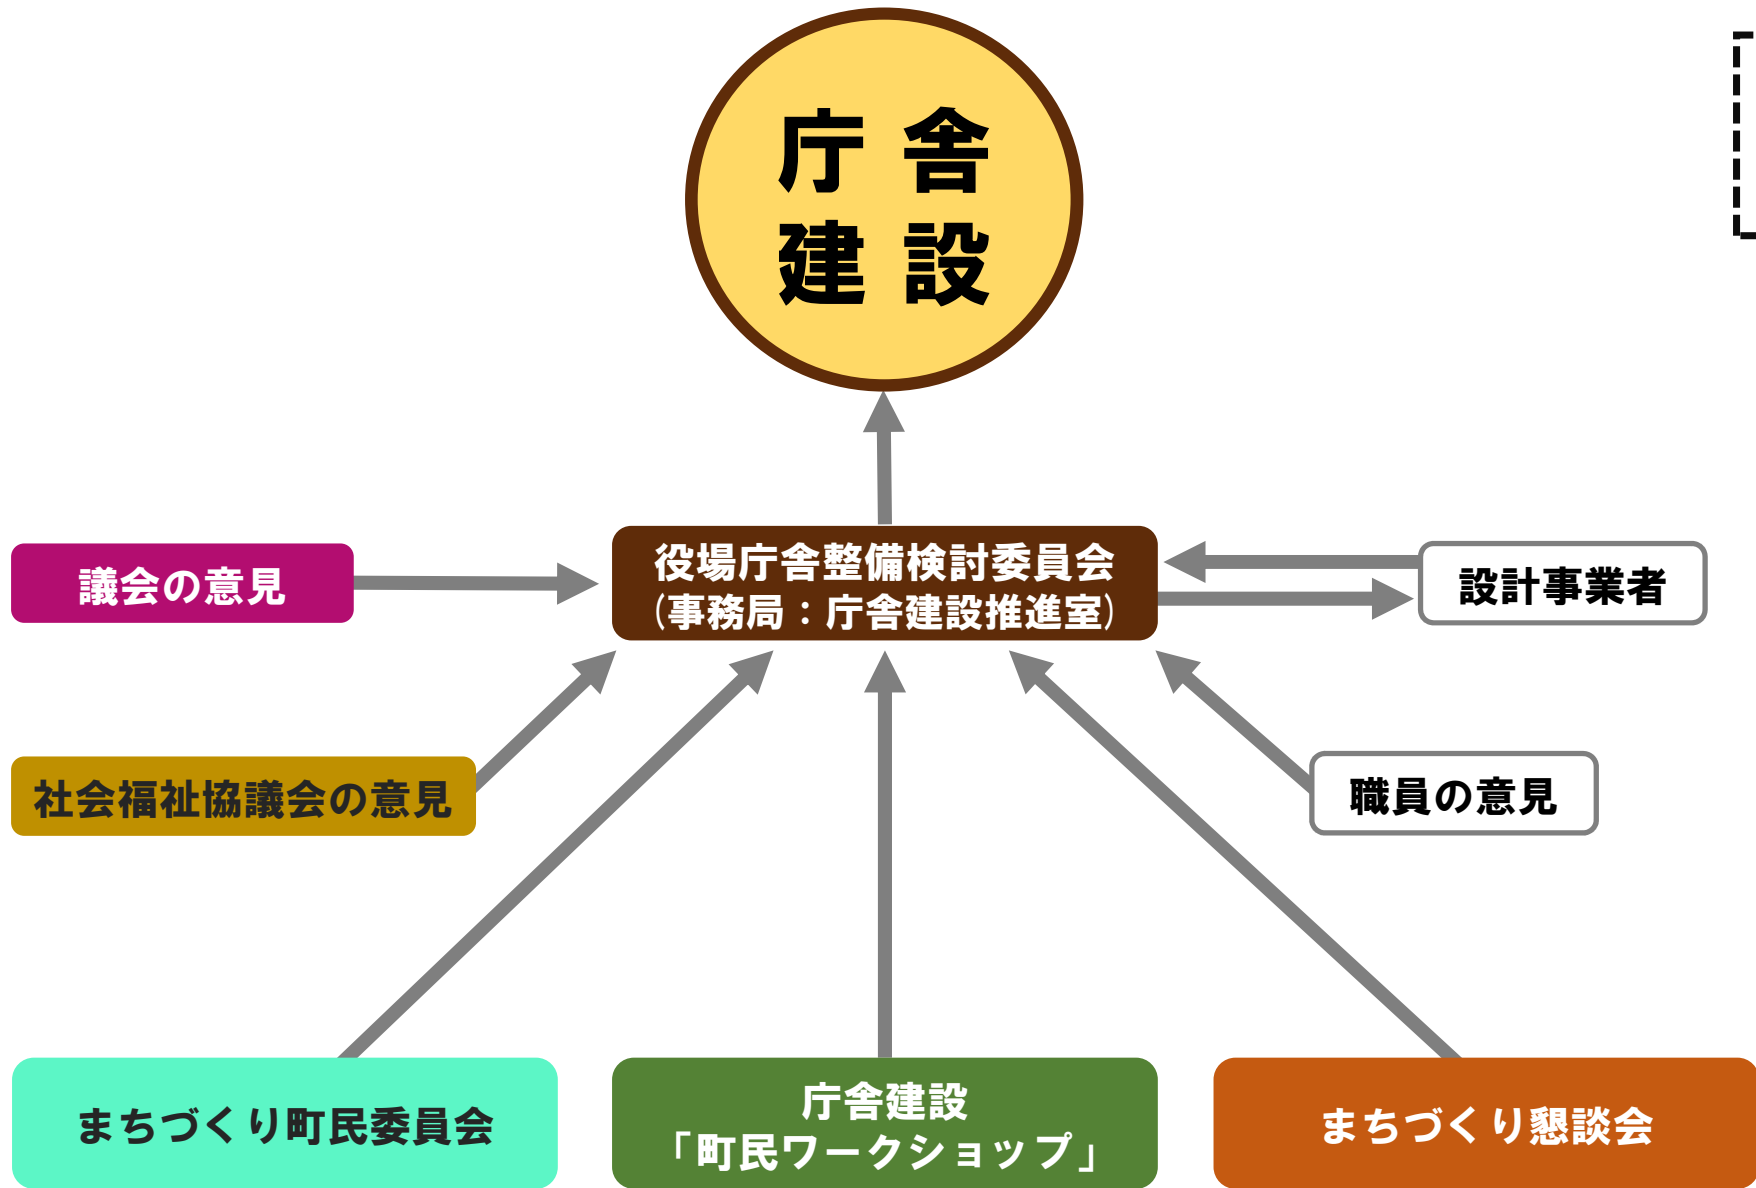 庁舎
建設
議会の意見
役場庁舎整備検討委員会
(事務局：庁舎建設推進室)
設計事業者
社会福祉協議会の意見
職員の意見
まちづくり町民委員会
庁舎建設
「町民ワークショップ」
まちづくり懇談会